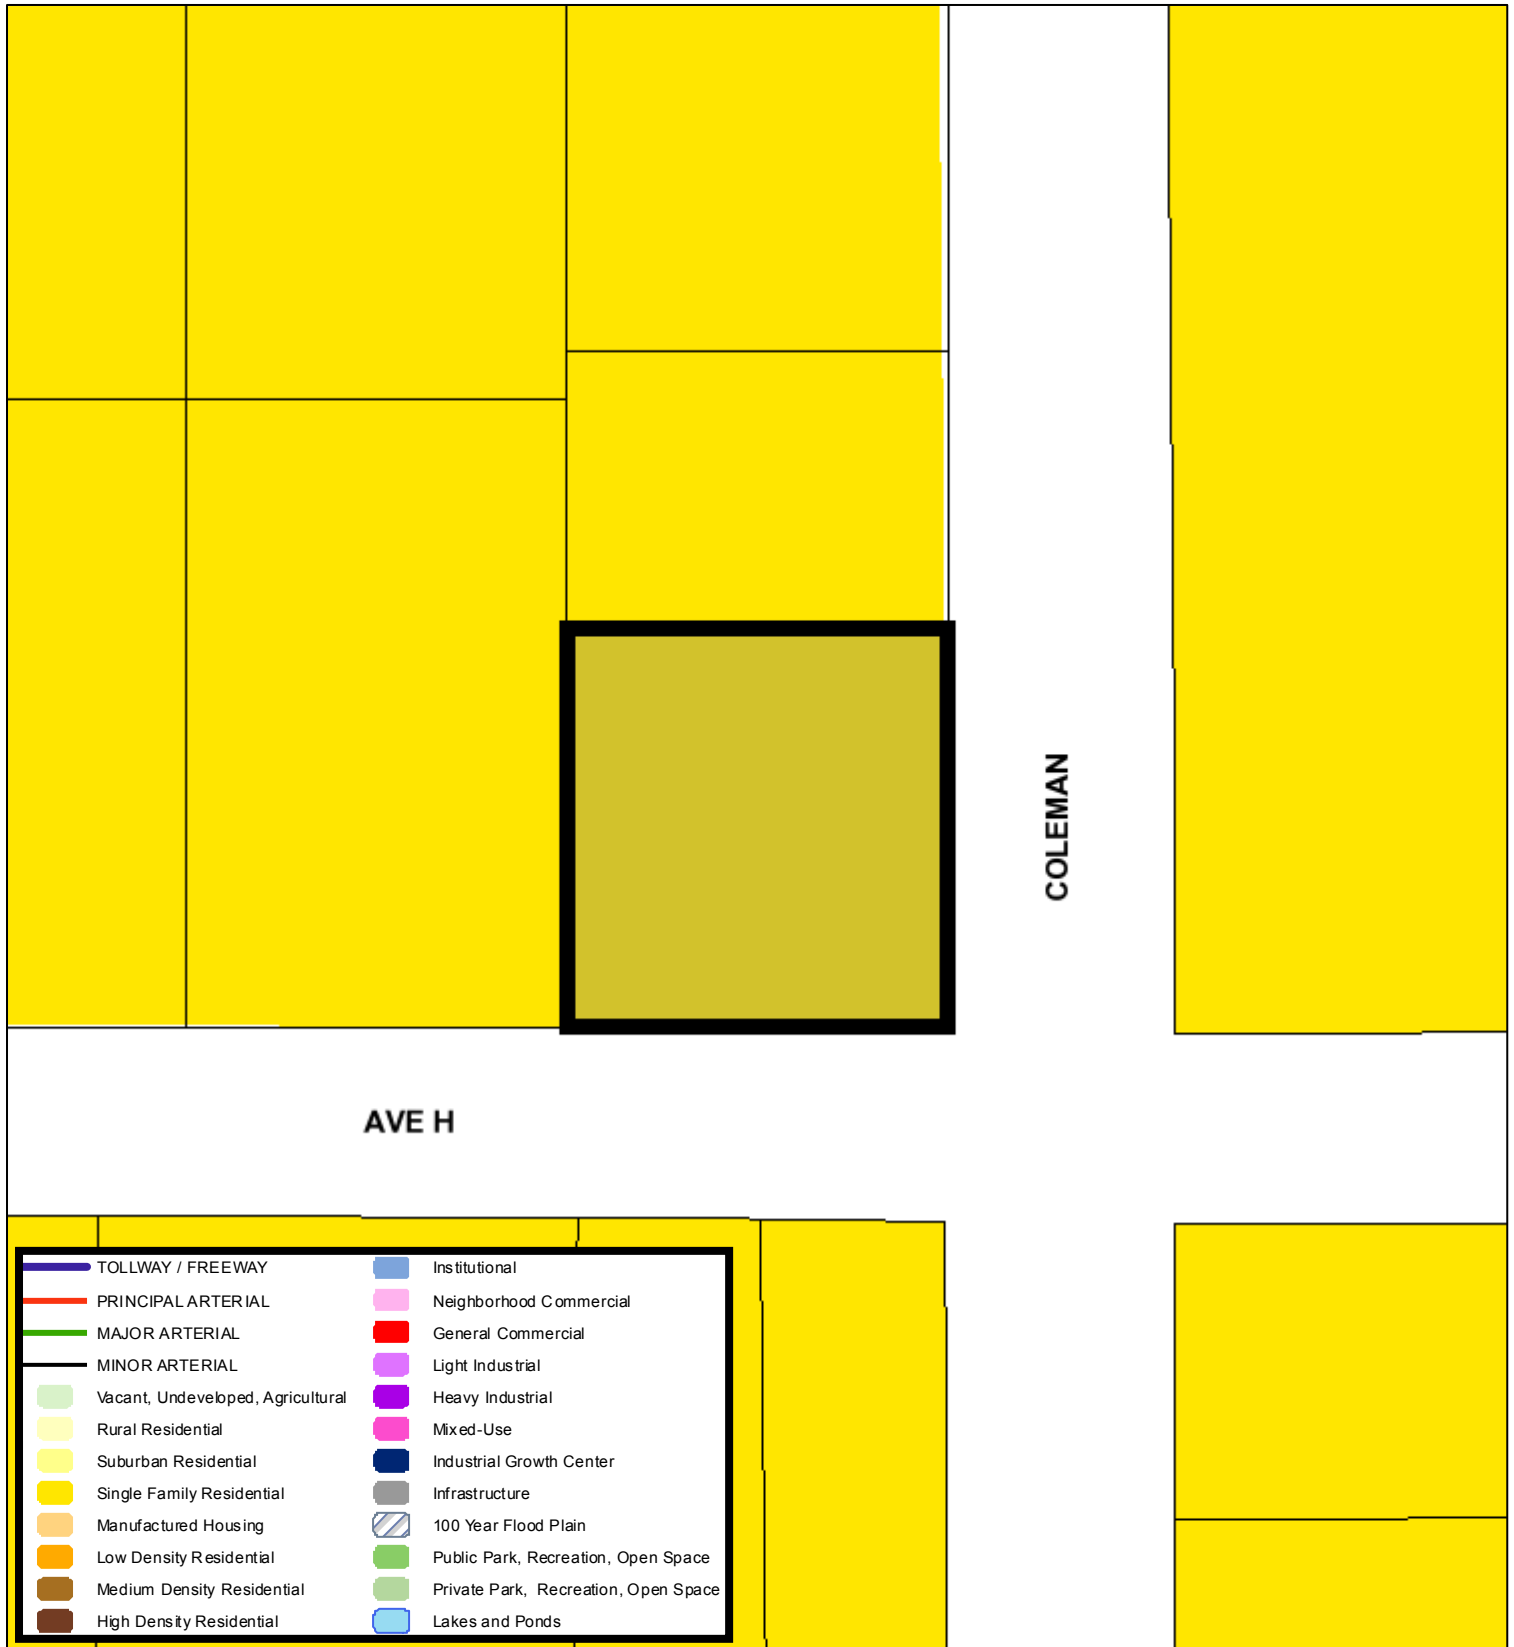 COLEMAN
AVE H
TOLLWAY / FREEWAY
PRINCIPAL ARTERIAL
MAJOR ARTERIAL
MINOR ARTERIAL
Vacant, Undeveloped, Agricultural
Rural Residential
Suburban Residential
Single Family Residential
Manufactured Housing
Low Density Residential
Medium Density Residential
High Density Residential
Institutional
Neighborhood Commercial
General Commercial
Light Industrial
Heavy Industrial
Mixed-Use
Industrial Growth Center
Infrastructure
100 Year Flood Plain
Public Park, Recreation, Open Space
Private Park, Recreation, Open Space
Lakes and Ponds